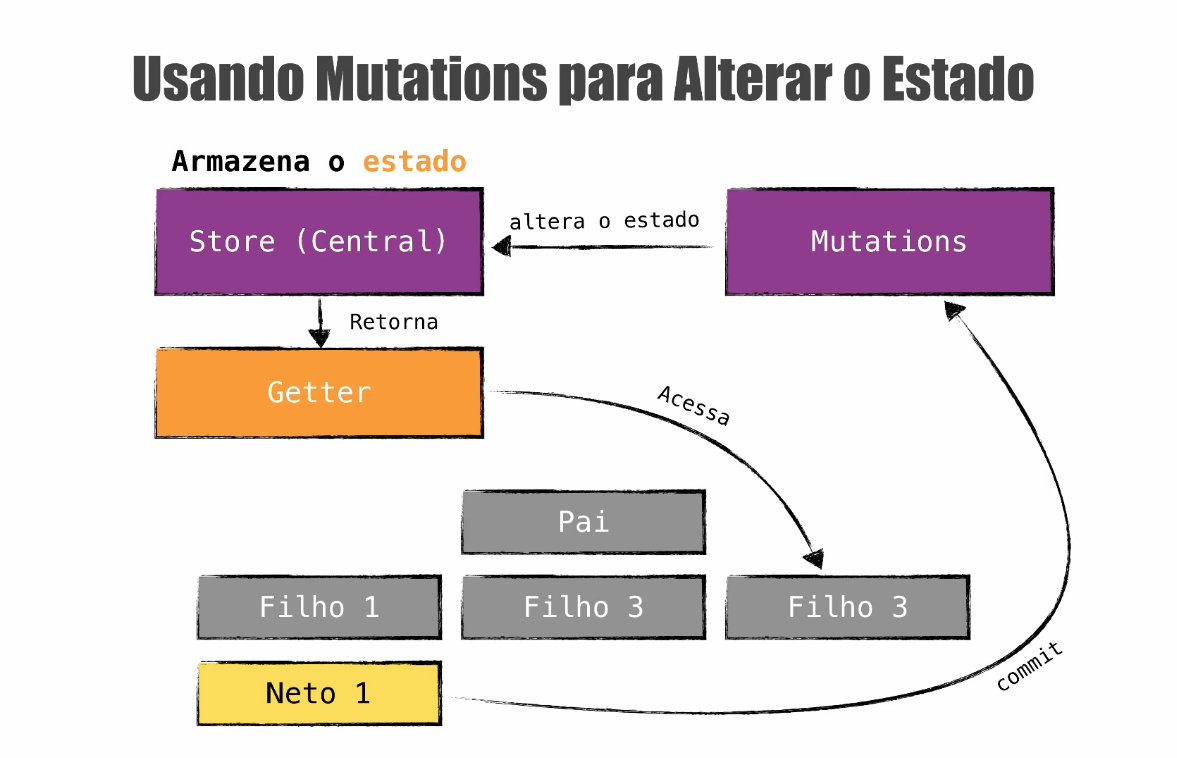 Usando Mutations para Alterar o Estado
Armazena o estado
Store (Central)
altera o estado
Mutations
Retorna
Getter
Acessa
Pai
Filho 1
Filho 3
Filho 3
Neto 1
commit